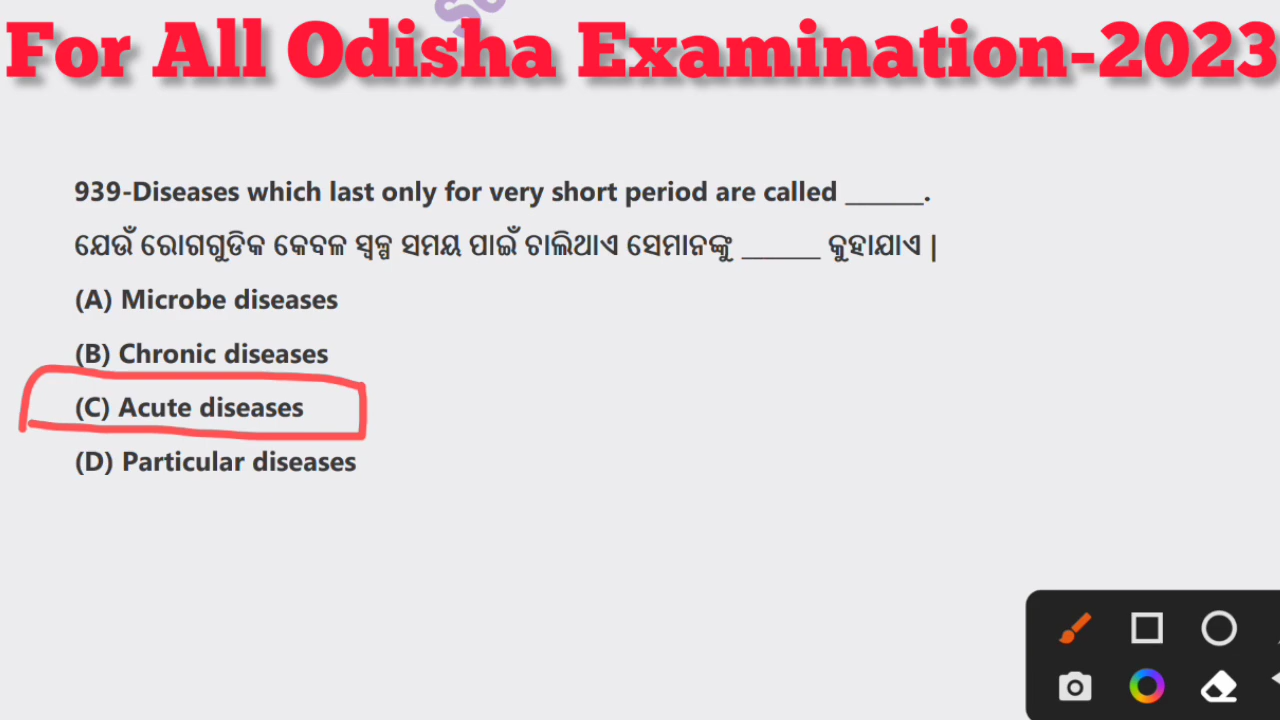 For All Odisha Examination-2023
939-Diseases which last only for very short period are called ______.
ଯେଉଁ ରୋଗଗୁଡିକ କେବଳ ସ୍ୱଳ୍ପ ସମୟ ପାଇଁ ଚାଲିଥାଏ ସେମାନଙ୍କୁ ______ କୁହାଯାଏ |
(A) Microbe diseases
(B) Chronic diseases
(C) Acute diseases
(D) Particular diseases